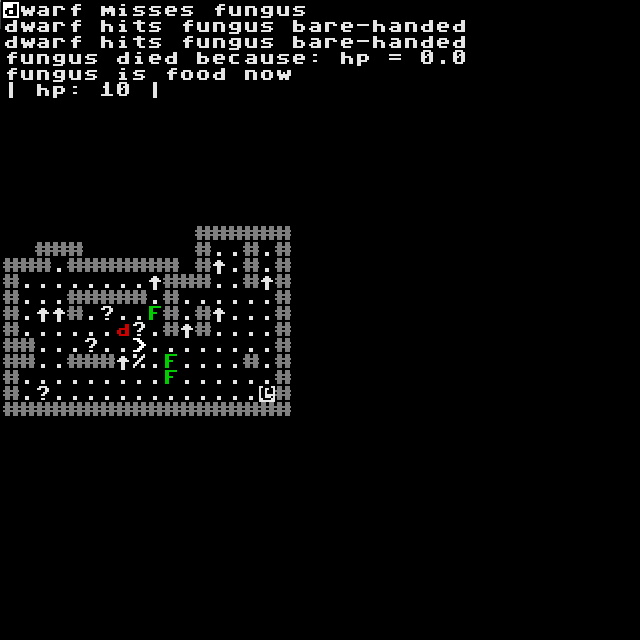 dwarf misses fungus
dwarf hits fungus bare-handed
dwarf hits fungus bare-handed
fungus died because: hp = 0.0
fungus is food now
| hp: 10 |